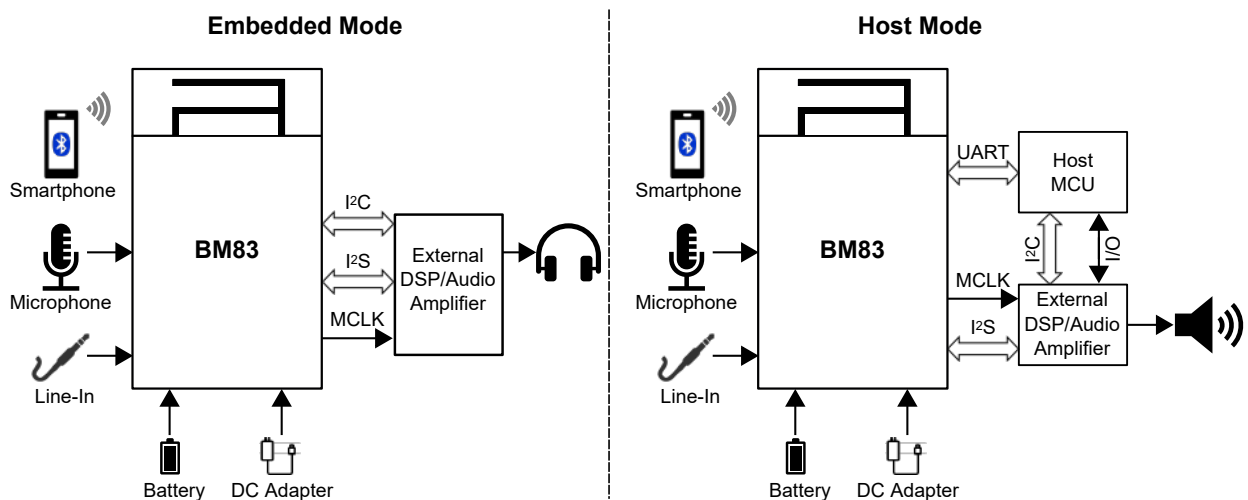 Embedded Mode
Smartphone
Microphone
Line-In
BM83
I²C
I²S
MCLK
External
DSP/Audio
Amplifier
Battery
DC Adapter
Host Mode
Smartphone
Microphone
Line-In
BM83
UART
Host
MCU
I²C
I/O
MCLK
I²S
External
DSP/Audio
Amplifier
Battery
DC Adapter